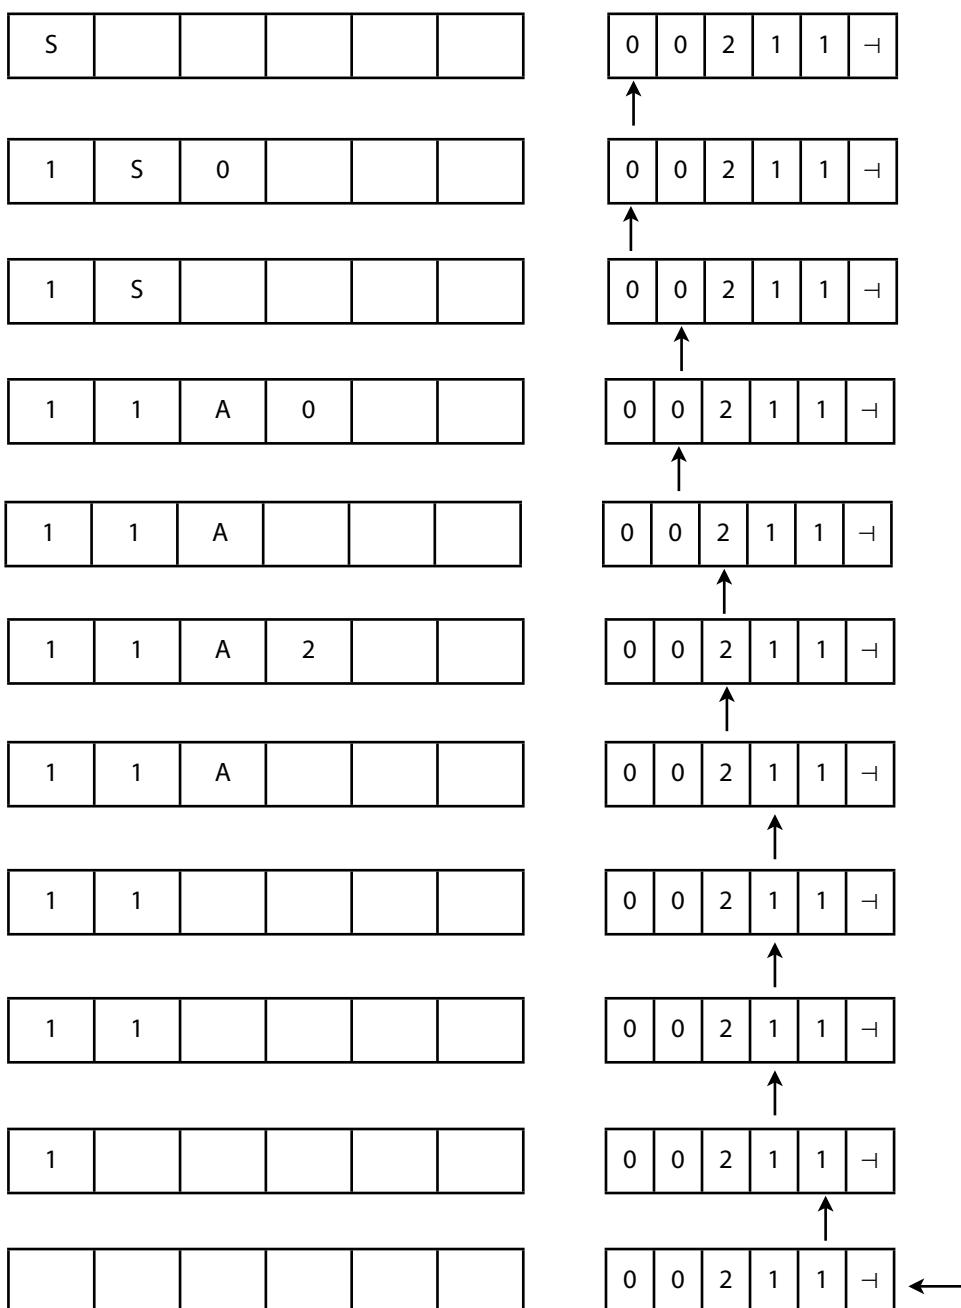 S 0 0 2 1 1 ⊣
1 S 0 0 0 2 1 1 ⊣
1 S 0 0 2 1 1 ⊣
1 1 A 0 0 0 2 1 1 ⊣
1 1 A 0 0 2 1 1 ⊣
1 1 A 2 0 0 2 1 1 ⊣
1 1 A 0 0 2 1 1 ⊣
1 1 0 0 2 1 1 ⊣
1 1 0 0 2 1 1 ⊣
1 0 0 2 1 1 ⊣
0 0 2 1 1 ⊣